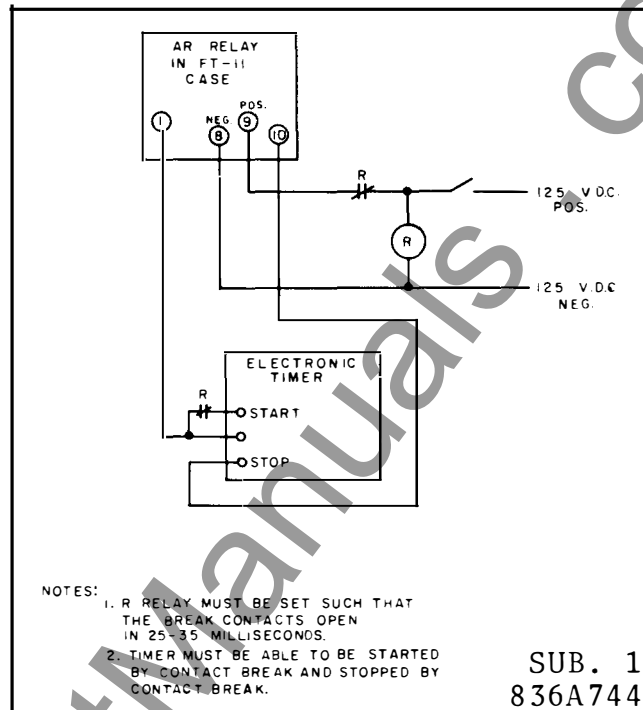 AR RELAY
IN FT-11
CASE
POS.
NEG.
1
8
9
10
R
125 V D.C.
POS.
R
125 V.D.C
NEG.
ELECTRONIC
TIMER
R
START
STOP
NOTES:
1. R RELAY MUST BE SET SUCH THAT
THE BREAK CONTACTS OPEN
IN 25-35 MILLISECONDS.
2. TIMER MUST BE ABLE TO BE STARTED
BY CONTACT BREAK AND STOPPED BY
CONTACT BREAK.
SUB. 1
836A744
tManuals.co